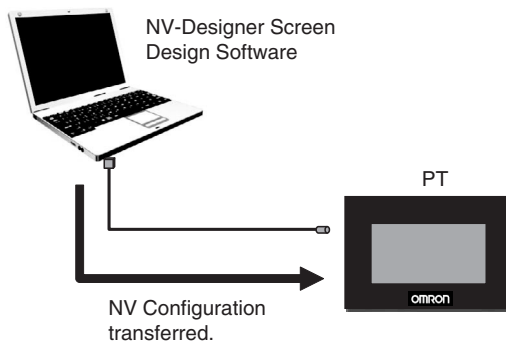 NV-Designer Screen
Design Software
PT
OMRON
NV Configuration
transferred.